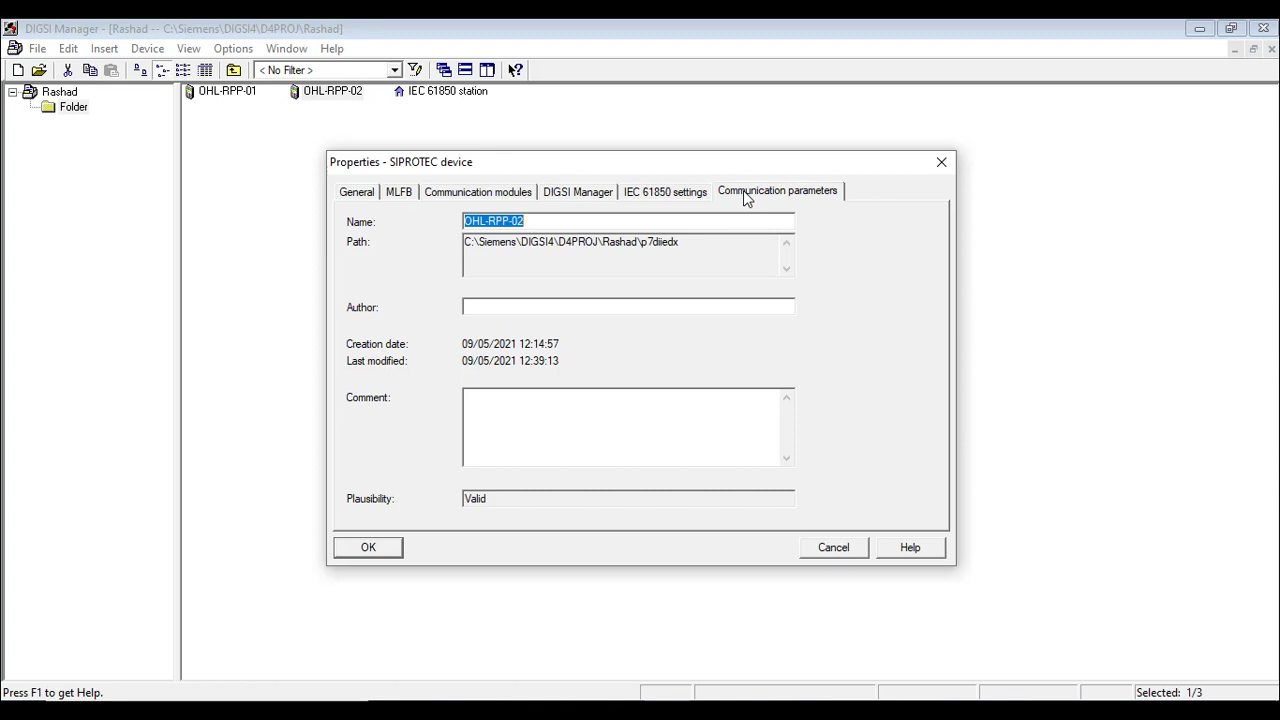 DIGSI Manager - [Rashad -- C:\Siemens\DIGSI4\D4PROJ\Rashad]
File Edit Insert Device View Options Window Help
< No Filter >
Rashad
Folder
OHL-RPP-01 OHL-RPP-02 IEC 61850 station
Properties - SIPROTEC device
General MLFB Communication modules DIGSI Manager IEC 61850 settings Communication parameters
Name: OHL-RPP-02
Path: C:\Siemens\DIGSI4\D4PROJ\Rashad\p7diiedx
Author:
Creation date: 09/05/2021 12:14:57
Last modified: 09/05/2021 12:39:13
Comment:
Plausibility: Valid
OK Cancel Help
Press F1 to get Help. Selected: 1/3